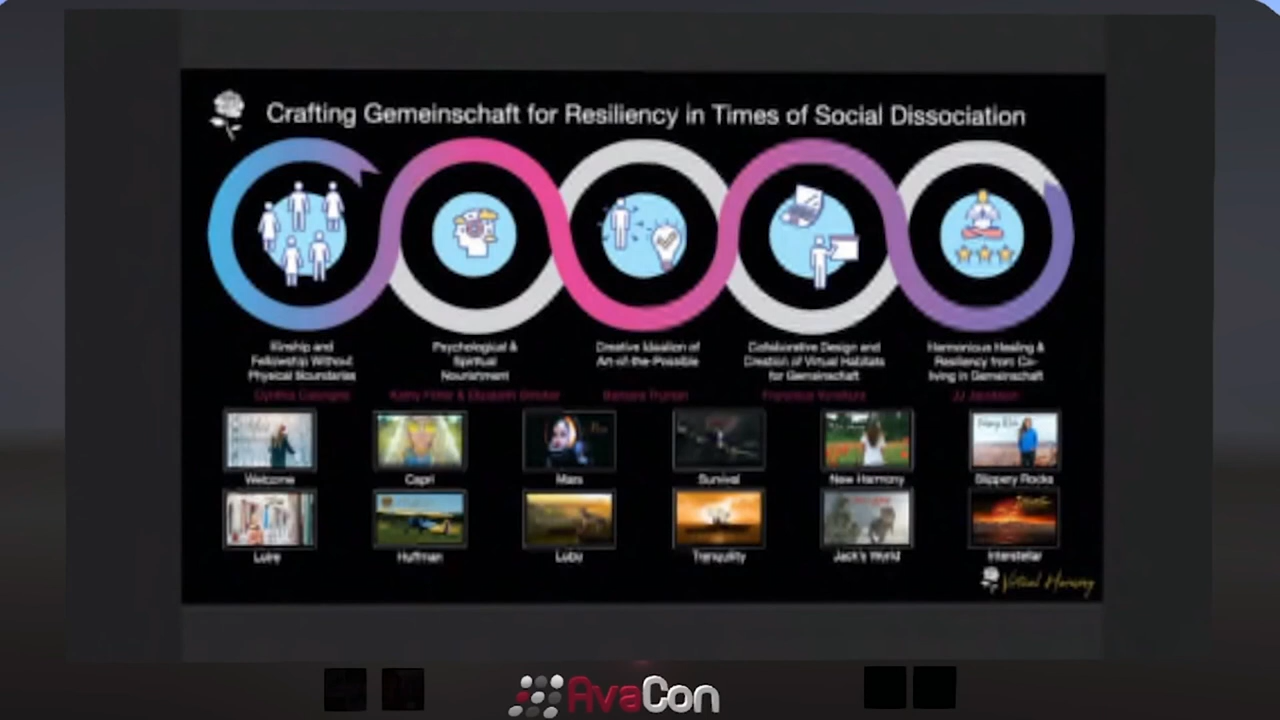 Crafting Gemeinschaft for Resiliency in Times of Social Dissociation
Kinship and
Fellowship Without
Physical Boundaries
Psychological &
Spiritual
Nourishment
Creative Ideation of
Art-of-the-Possible
Collaborative Design and
Creation of Virtual Habitats
for Gemeinschaft
Harmonious Healing &
Resiliency from Co-
living in Gemeinschaft
Welcome
Capri
Mars
Survival
New Harmony
Slippery Rocks
Huffman
Lobo
Tranquility
Jack's World
Interstellar
Virtual Harmony
AvaCon